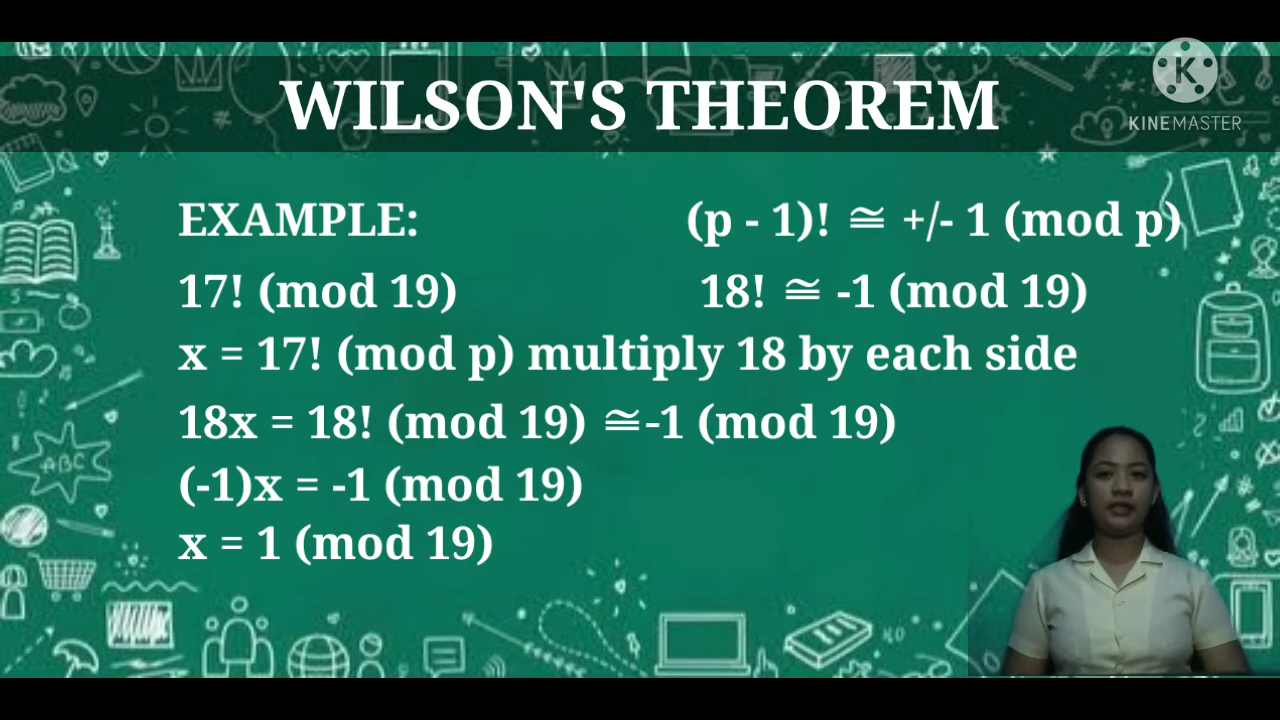 WILSON'S THEOREM
K
KINEMASTER
EXAMPLE: (p - 1)! ≅ +/- 1 (mod p)
17! (mod 19) 18! ≅ -1 (mod 19)
x = 17! (mod p) multiply 18 by each side
18x = 18! (mod 19) ≅-1 (mod 19)
(-1)x = -1 (mod 19)
x = 1 (mod 19)
ABC